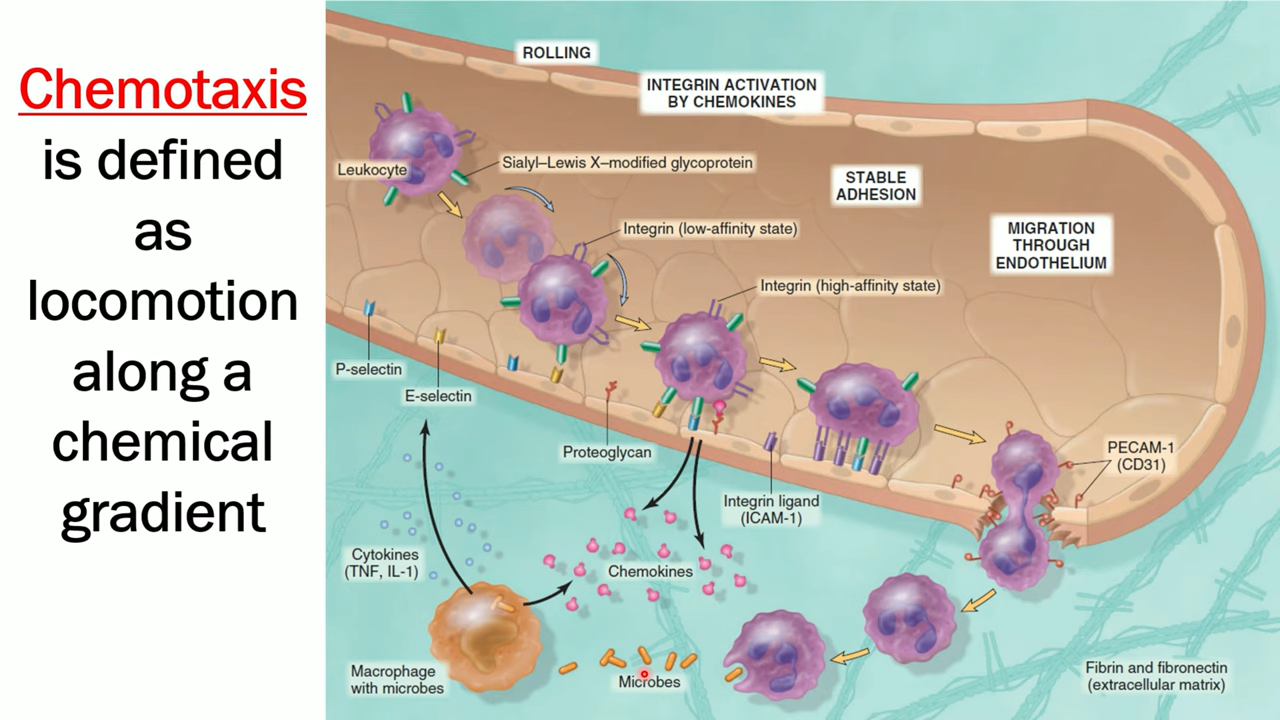 Chemotaxis
is defined
as
locomotion
along a
chemical
gradient
ROLLING
INTEGRIN ACTIVATION
BY CHEMOKINES
Leukocyte
Sialyl–Lewis X–modified glycoprotein
STABLE
ADHESION
Integrin (low-affinity state)
MIGRATION
THROUGH
ENDOTHELIUM
Integrin (high-affinity state)
P-selectin
E-selectin
Proteoglycan
PECAM-1
(CD31)
Integrin ligand
(ICAM-1)
Cytokines
(TNF, IL-1)
Chemokines
Macrophage
with microbes
Microbes
Fibrin and fibronectin
(extracellular matrix)